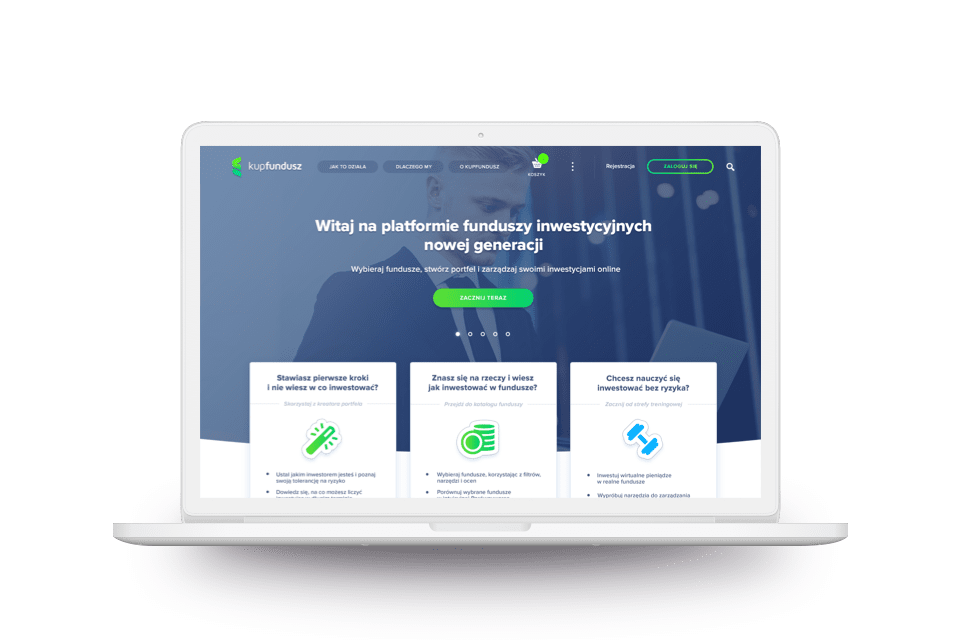 kupfundusz
JAK TO DZIAŁA
DLACZEGO MY
O KUPFUNDUSZ
KOSZYK
Rejestracja
ZALOGUJ SIĘ
Witaj na platformie funduszy inwestycyjnych
nowej generacji
Wybieraj fundusze, stwórz portfel i zarządzaj swoimi inwestycjami online
ZACZNIJ TERAZ
Stawiasz pierwsze kroki
i nie wiesz w co inwestować?
Skorzystaj z kreatora portfela
Ustal jakim inwestorem jesteś i poznaj
swoją tolerancję na ryzyko
Dowiedz się, na co możesz liczyć
Znasz się na rzeczy i wiesz
jak inwestować w fundusze?
Przejdź do katalogu funduszy
Wybieraj fundusze, korzystając z filtrów,
narzędzi i ocen
Porównuj wybrane fundusze
Chcesz nauczyć się
inwestować bez ryzyka?
Zacznij od strefy treningowej
Inwestuj wirtualne pieniądze
w realne fundusze
Wypróbuj narzędzia do zarządzania